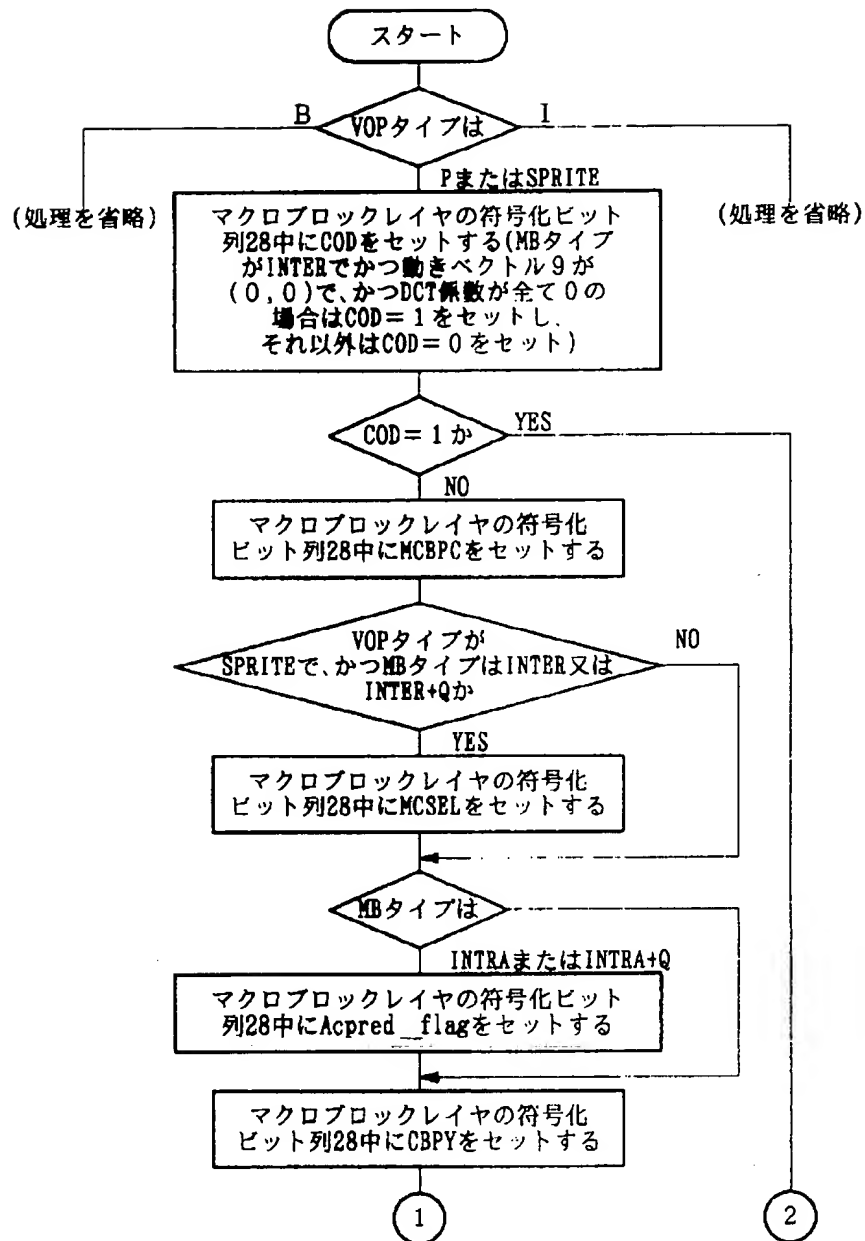 スタート
B
VOPタイプは
I
PまたはSPRITE
(処理を省略)
(処理を省略)
マクロブロックレイヤの符号化ビット
列28中にCODをセットする(MBタイプ
がINTERでかつ動きベクトル9が
(0,0)で、かつDCT係数が全て0の
場合はCOD=1をセットし、
それ以外はCOD=0をセット)
COD=1か
YES
NO
マクロブロックレイヤの符号化
ビット列28中にMCBPCをセットする
VOPタイプが
SPRITEで、かつMBタイプはINTER又は
INTER+Qか
NO
YES
マクロブロックレイヤの符号化
ビット列28中にMCSELをセットする
MBタイプは
INTRAまたはINTRA+Q
マクロブロックレイヤの符号化ビット
列28中にAcpred_flagをセットする
マクロブロックレイヤの符号化
ビット列28中にCBPYをセットする
1
2